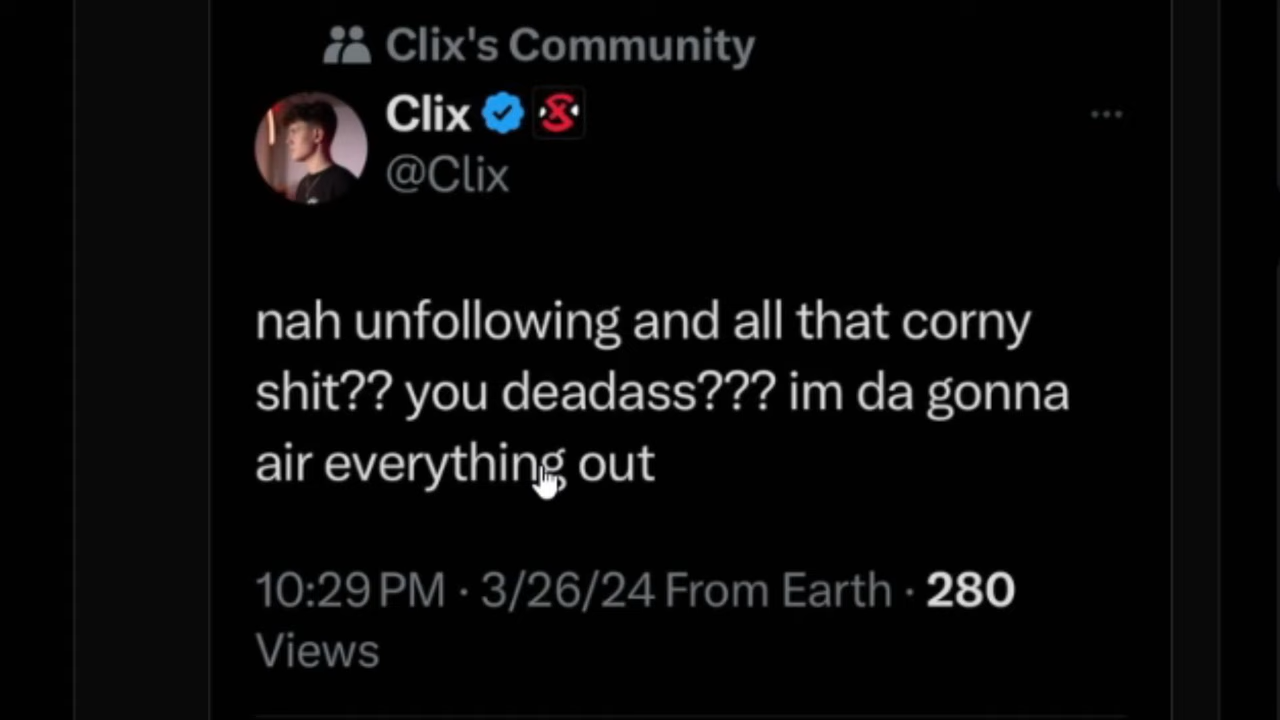 Clix's Community
Clix
@Clix
nah unfollowing and all that corny
shit?? you deadass??? im da gonna
air everything out
10:29 PM · 3/26/24 From Earth · 280
Views